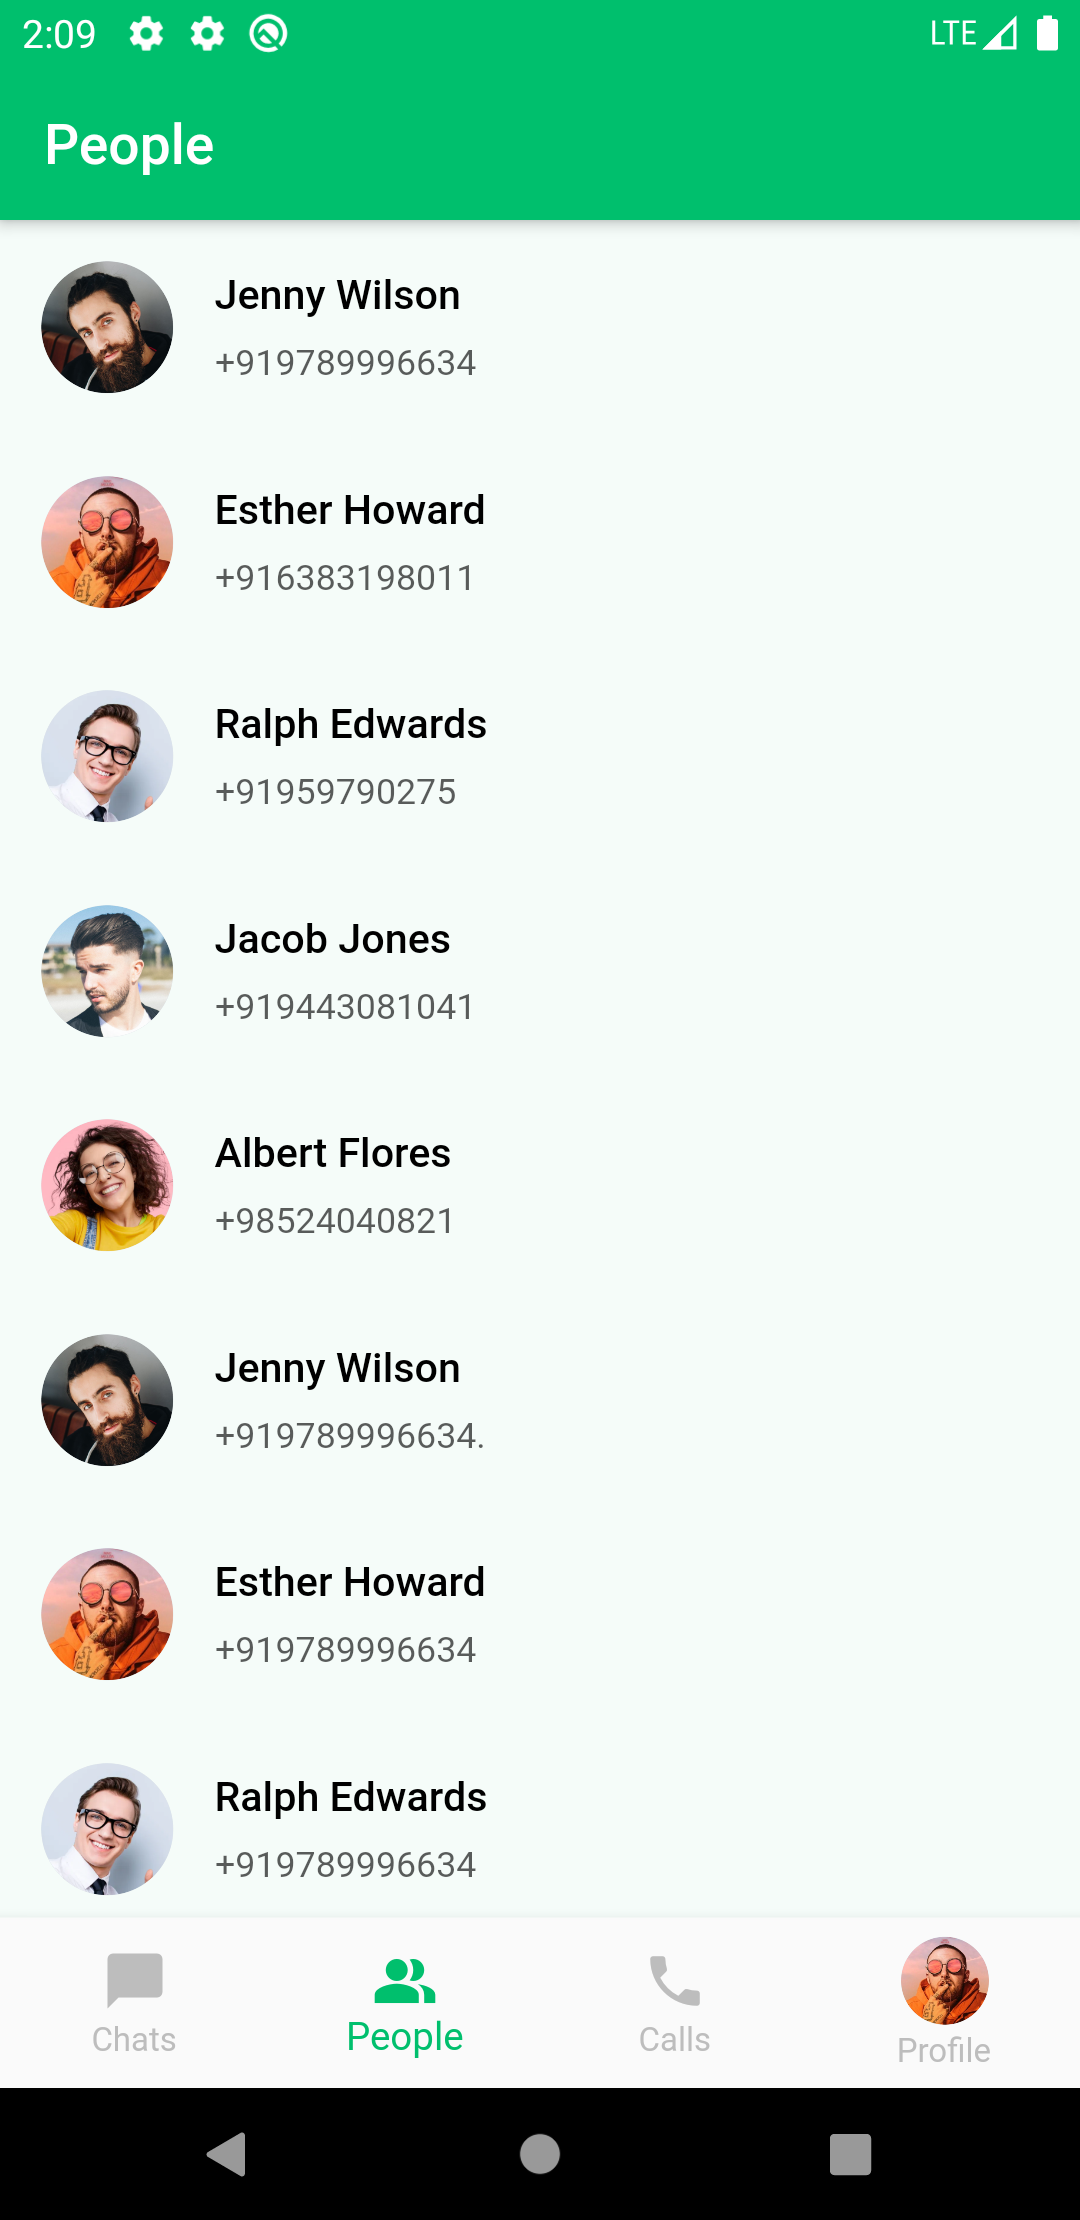 2:09
LTE
People
Jenny Wilson
+919789996634
Esther Howard
+916383198011
Ralph Edwards
+91959790275
Jacob Jones
+919443081041
Albert Flores
+98524040821
Jenny Wilson
+919789996634.
Esther Howard
+919789996634
Ralph Edwards
+919789996634
Chats
People
Calls
Profile